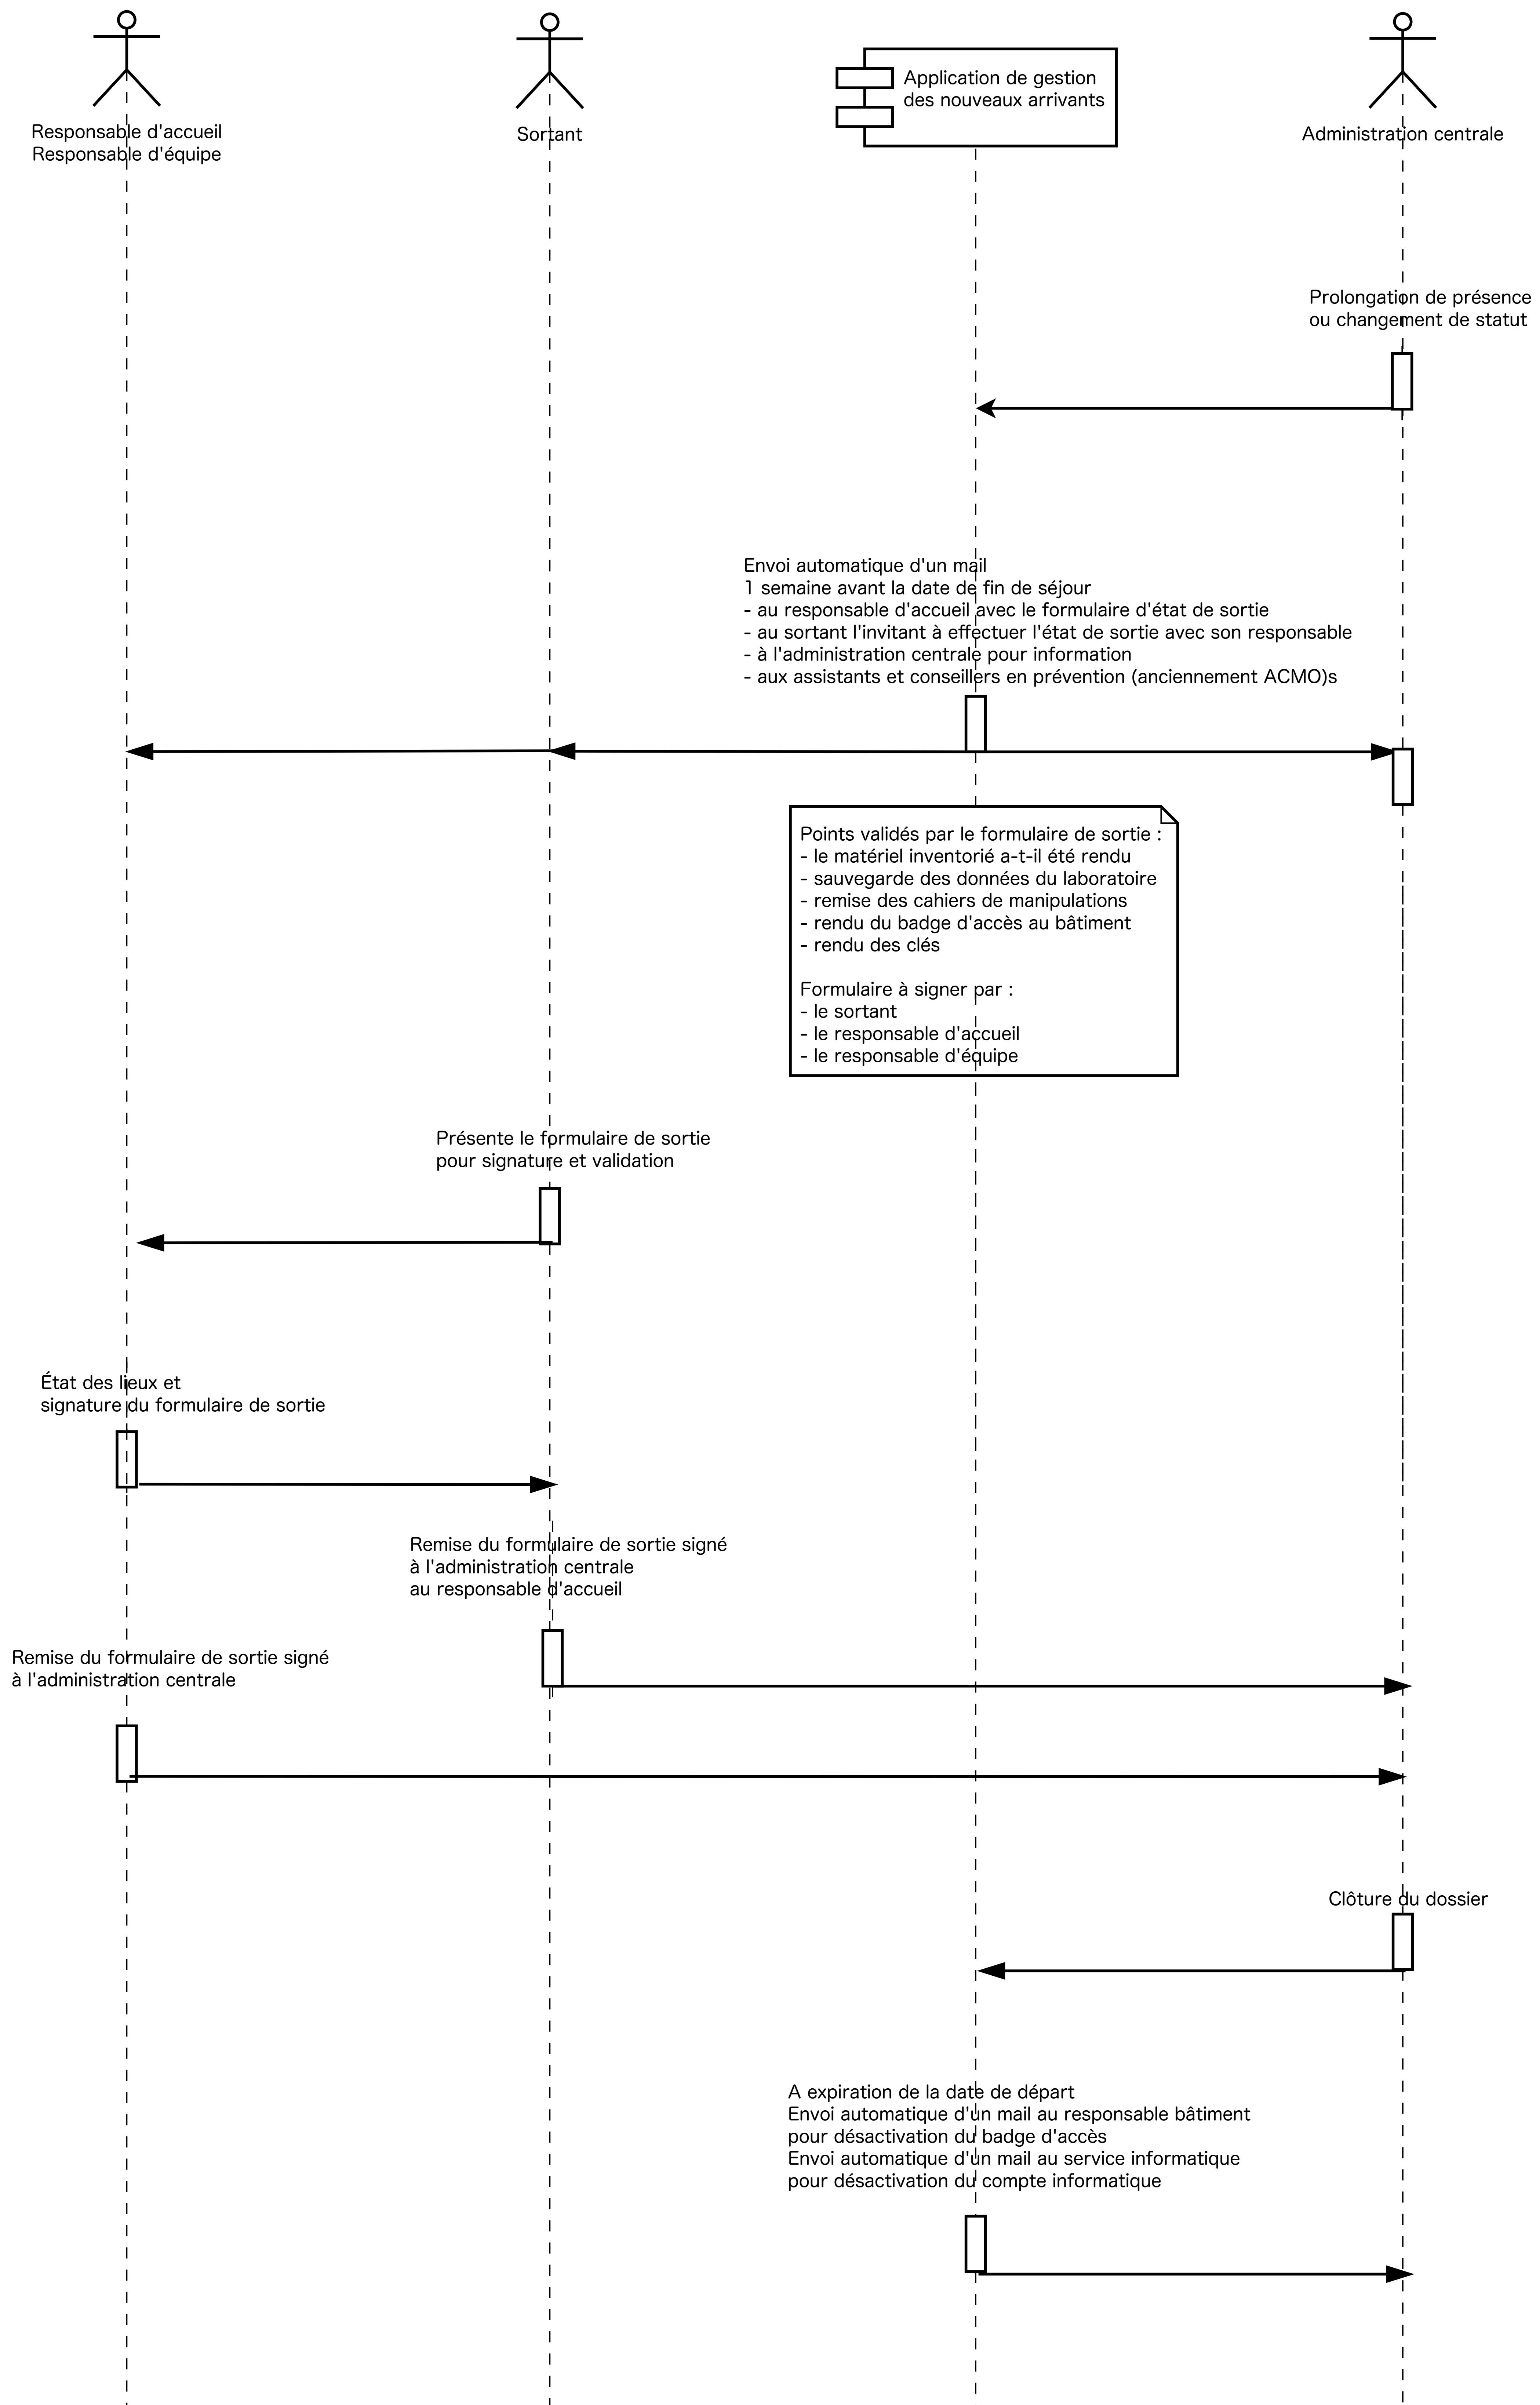 Responsable d'accueil
Responsable d'équipe
Sortant
Application de gestion
des nouveaux arrivants
Administration centrale
Prolongation de présence
ou changement de statut
Envoi automatique d'un mail
1 semaine avant la date de fin de séjour
- au responsable d'accueil avec le formulaire d'état de sortie
- au sortant l'invitant à effectuer l'état de sortie avec son responsable
- à l'administration centrale pour information
- aux assistants et conseillers en prévention (anciennement ACMO)s
Points validés par le formulaire de sortie :
- le matériel inventorié a-t-il été rendu
- sauvegarde des données du laboratoire
- remise des cahiers de manipulations
- rendu du badge d'accès au bâtiment
- rendu des clés
Formulaire à signer par :
- le sortant
- le responsable d'accueil
- le responsable d'équipe
Présente le formulaire de sortie
pour signature et validation
État des lieux et
signature du formulaire de sortie
Remise du formulaire de sortie signé
à l'administration centrale
au responsable d'accueil
Remise du formulaire de sortie signé
à l'administration centrale
Clôture du dossier
A expiration de la date de départ
Envoi automatique d'un mail au responsable bâtiment
pour désactivation du badge d'accès
Envoi automatique d'un mail au service informatique
pour désactivation du compte informatique